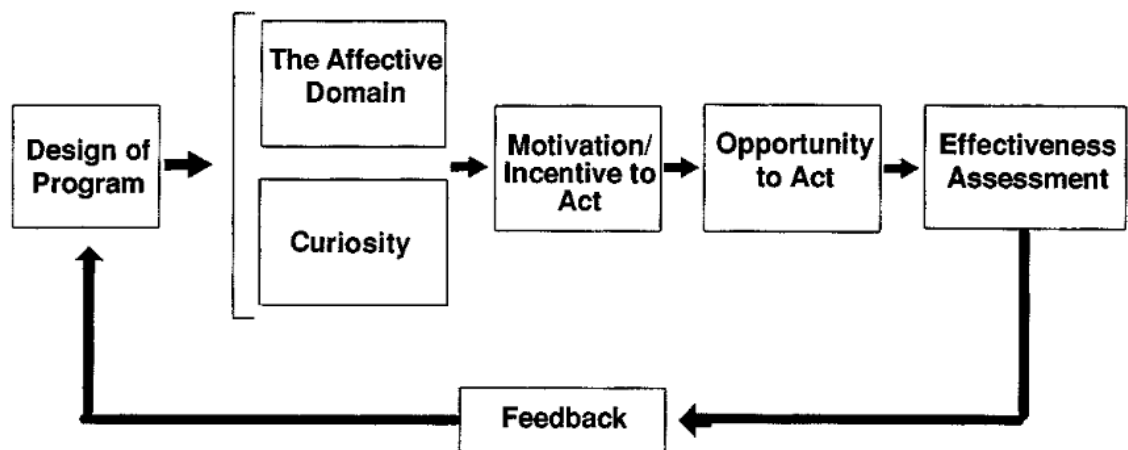 The Affective
Domain
Design of
Program
Curiosity
Motivation/
Incentive to
Act
Opportunity
to Act
Effectiveness
Assessment
Feedback